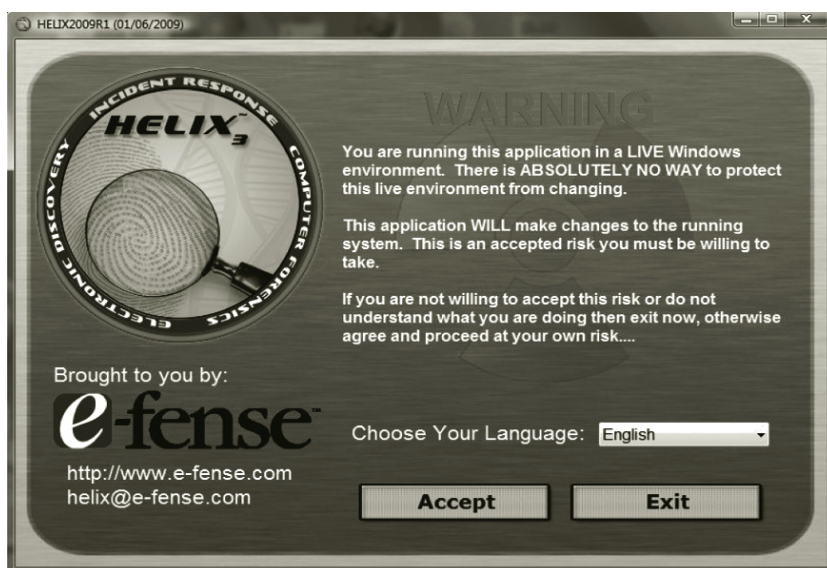 HELIX2009R1 (01/06/2009)
INCIDENT RESPONSE
COMPUTER FORENSICS
ELECTRONIC DISCOVERY
HELIX3™
WARNING
You are running this application in a LIVE Windows
environment. There is ABSOLUTELY NO WAY to protect
this live environment from changing.
This application WILL make changes to the running
system. This is an accepted risk you must be willing to
take.
If you are not willing to accept this risk or do not
understand what you are doing then exit now, otherwise
agree and proceed at your own risk....
Brought to you by:
e-fense™
http://www.e-fense.com
helix@e-fense.com
Choose Your Language: English
Accept
Exit